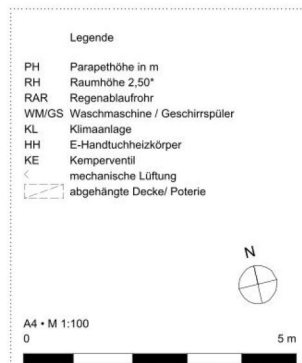 Legende
PH Parapethöhe in m
RH Raumhöhe 2,50*
RAR Regenablaufrohr
WM/GS Waschmaschine / Geschirrspüler
KL Klimaanlage
HH E-Handtuchheizkörper
KE Kemperventil
< mechanische Lüftung
abgehängte Decke/ Poterie
N
A4 • M 1:100
0 5 m